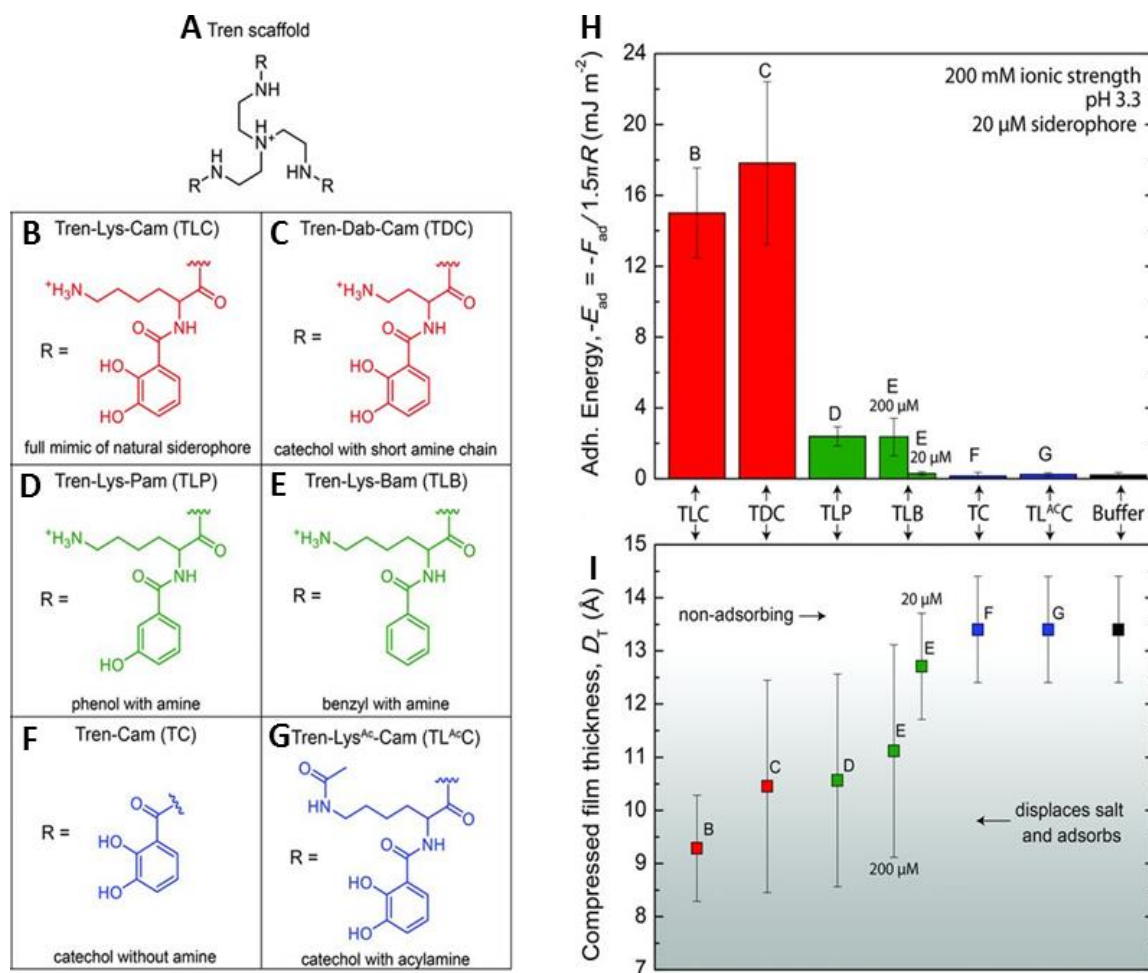 A Tren scaffold
R
NH
H
N+
H
N
R
HN
R
B Tren-Lys-Cam (TLC)
+H3N
O
O
NH
R =
HO
HO
full mimic of natural siderophore
C Tren-Dab-Cam (TDC)
+H3N
O
O
NH
R =
HO
HO
catechol with short amine chain
D Tren-Lys-Pam (TLP)
+H3N
O
O
NH
R =
HO
phenol with amine
E Tren-Lys-Bam (TLB)
+H3N
O
O
NH
R =
benzyl with amine
F Tren-Cam (TC)
O
R =
HO
HO
catechol without amine
G Tren-LysAc-Cam (TLAcC)
O
HN
O
O
NH
R =
HO
HO
catechol with acylamine
H
Adh. Energy, -Ead = -Fad/1.5πR (mJ m-2)
24
20
16
12
8
4
0
200 mM ionic strength
pH 3.3
20 μM siderophore
B
C
D
E
200 μM
E
20 μM
F
G
TLC TDC TLP TLB TC TLAcC Buffer
I
Compressed film thickness, DT (Å)
15
14
13
12
11
10
9
8
7
non-adsorbing →
20 μM
B
C
D
E
E
F
G
200 μM
← displaces salt
and adsorbs